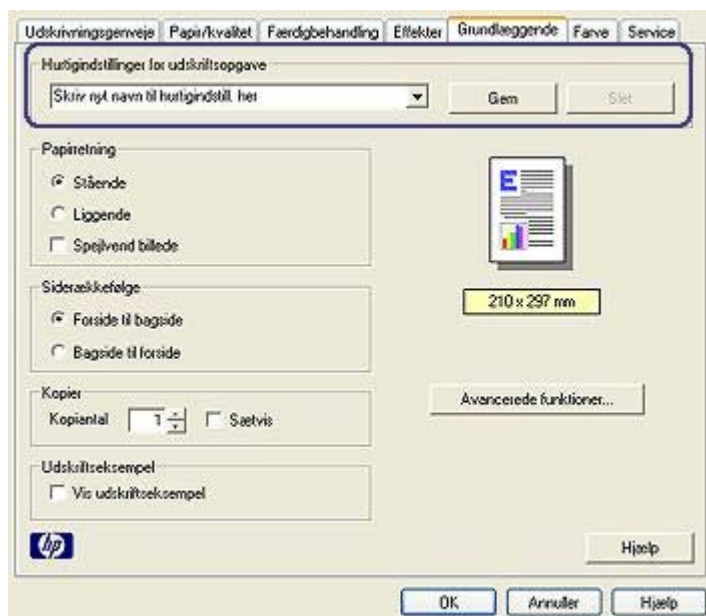 Udskrivningsgenveje Papir/kvalitet Færdigbehandling Effekter Grundlæggende Farve Service
Hurtigindstillinger for udskriftsopgave
Skriv nyt navn til hurtigindstill. her Gem Slet
Papirretning
Stående
Liggende
Spejlvend billede
E
210 x 297 mm
Siderækkefølge
Forside til bagside
Bagside til forside
Kopier
Kopiantal 1 Sætvis
Avancerede funktioner...
Udskriftseksempel
Vis udskriftseksempel
hp
Hjælp
OK Annuller Hjælp